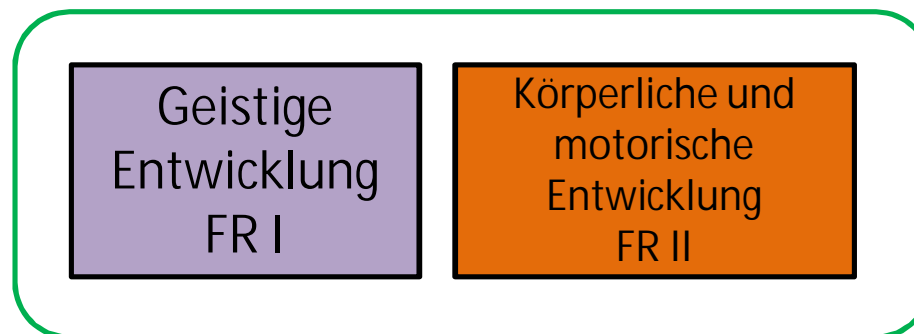 Geistige
Entwicklung
FR I
Körperliche und
motorische
Entwicklung
FR II